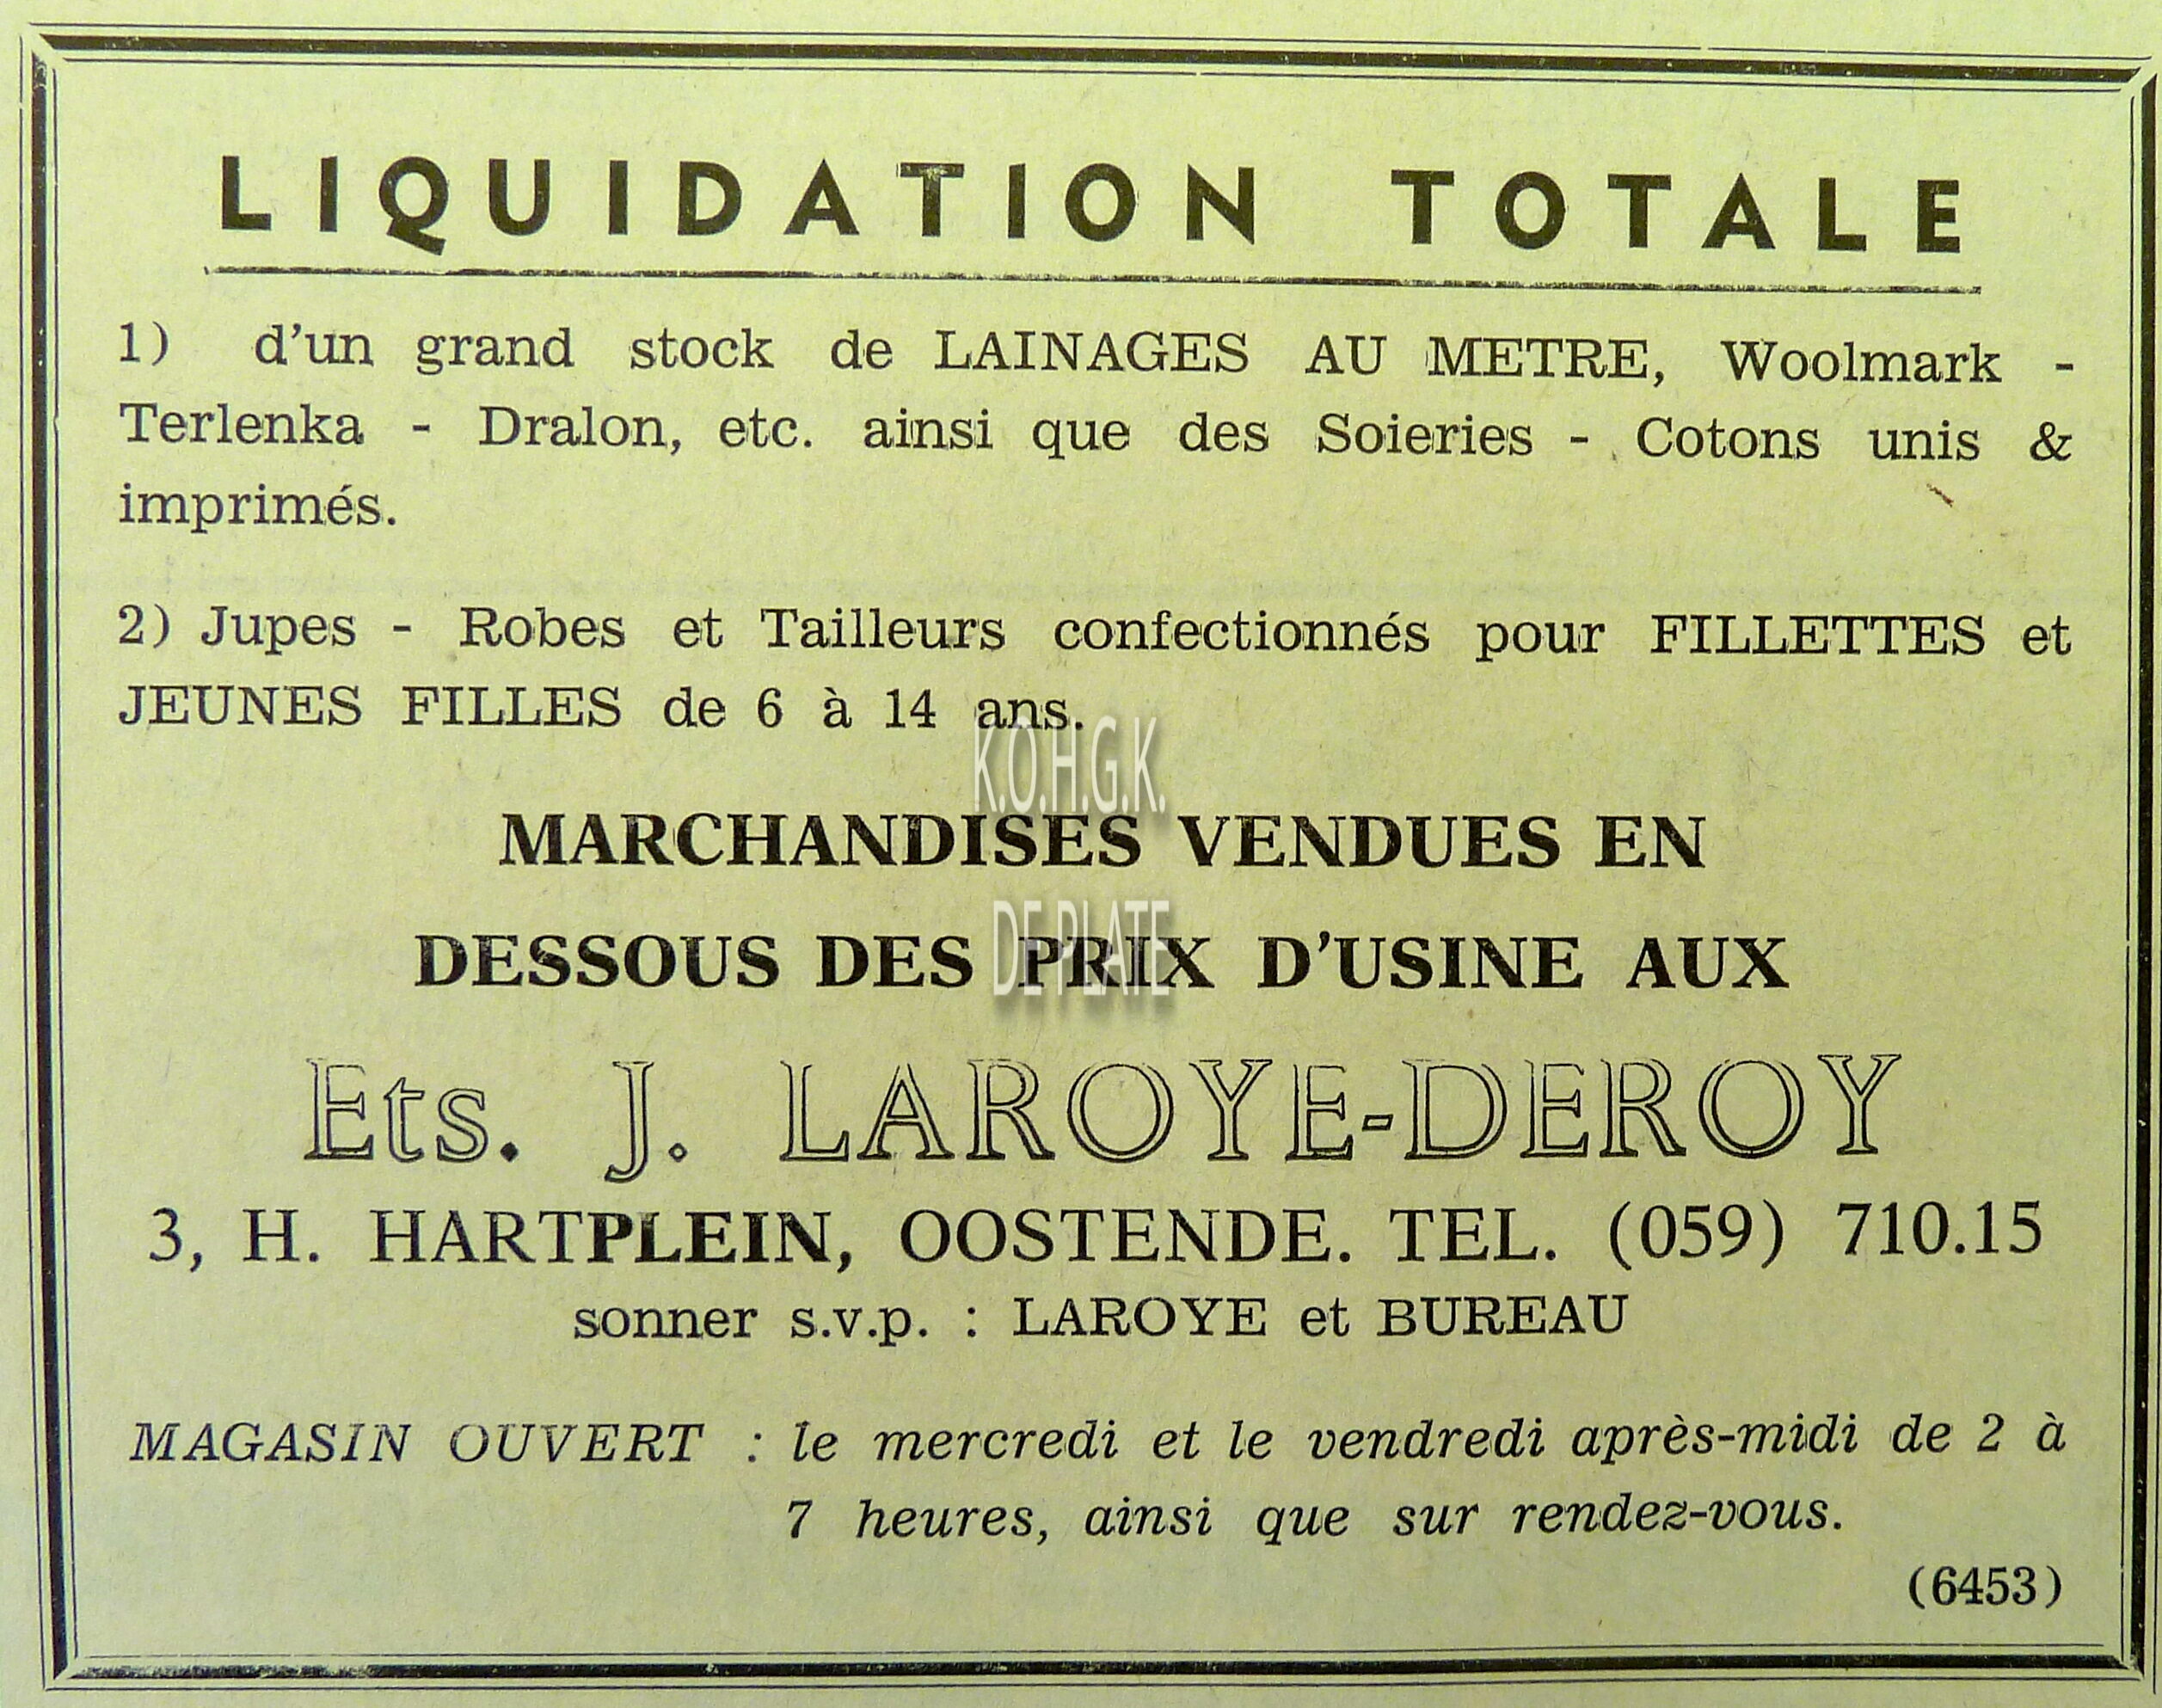 LIQUIDATION TOTALE
1) d'un grand stock de LAINAGES AU METRE, Woolmark -
Terlenka - Dralon, etc. ainsi que des Soieries - Cotons unis &
imprimés.
2) Jupes - Robes et Tailleurs confectionnés pour FILLETTES et
JEUNES FILLES de 6 à 14 ans.
K.O.H.G.K.
MARCHANDISES VENDUES EN
DE PLATE
DESSOUS DES PRIX D'USINE AUX
Ets. J. LAROYE-DEROY
3, H. HARTPLEIN, OOSTENDE. TEL. (059) 710.15
sonner s.v.p. : LAROYE et BUREAU
MAGASIN OUVERT : le mercredi et le vendredi après-midi de 2 à
7 heures, ainsi que sur rendez-vous.
(6453)